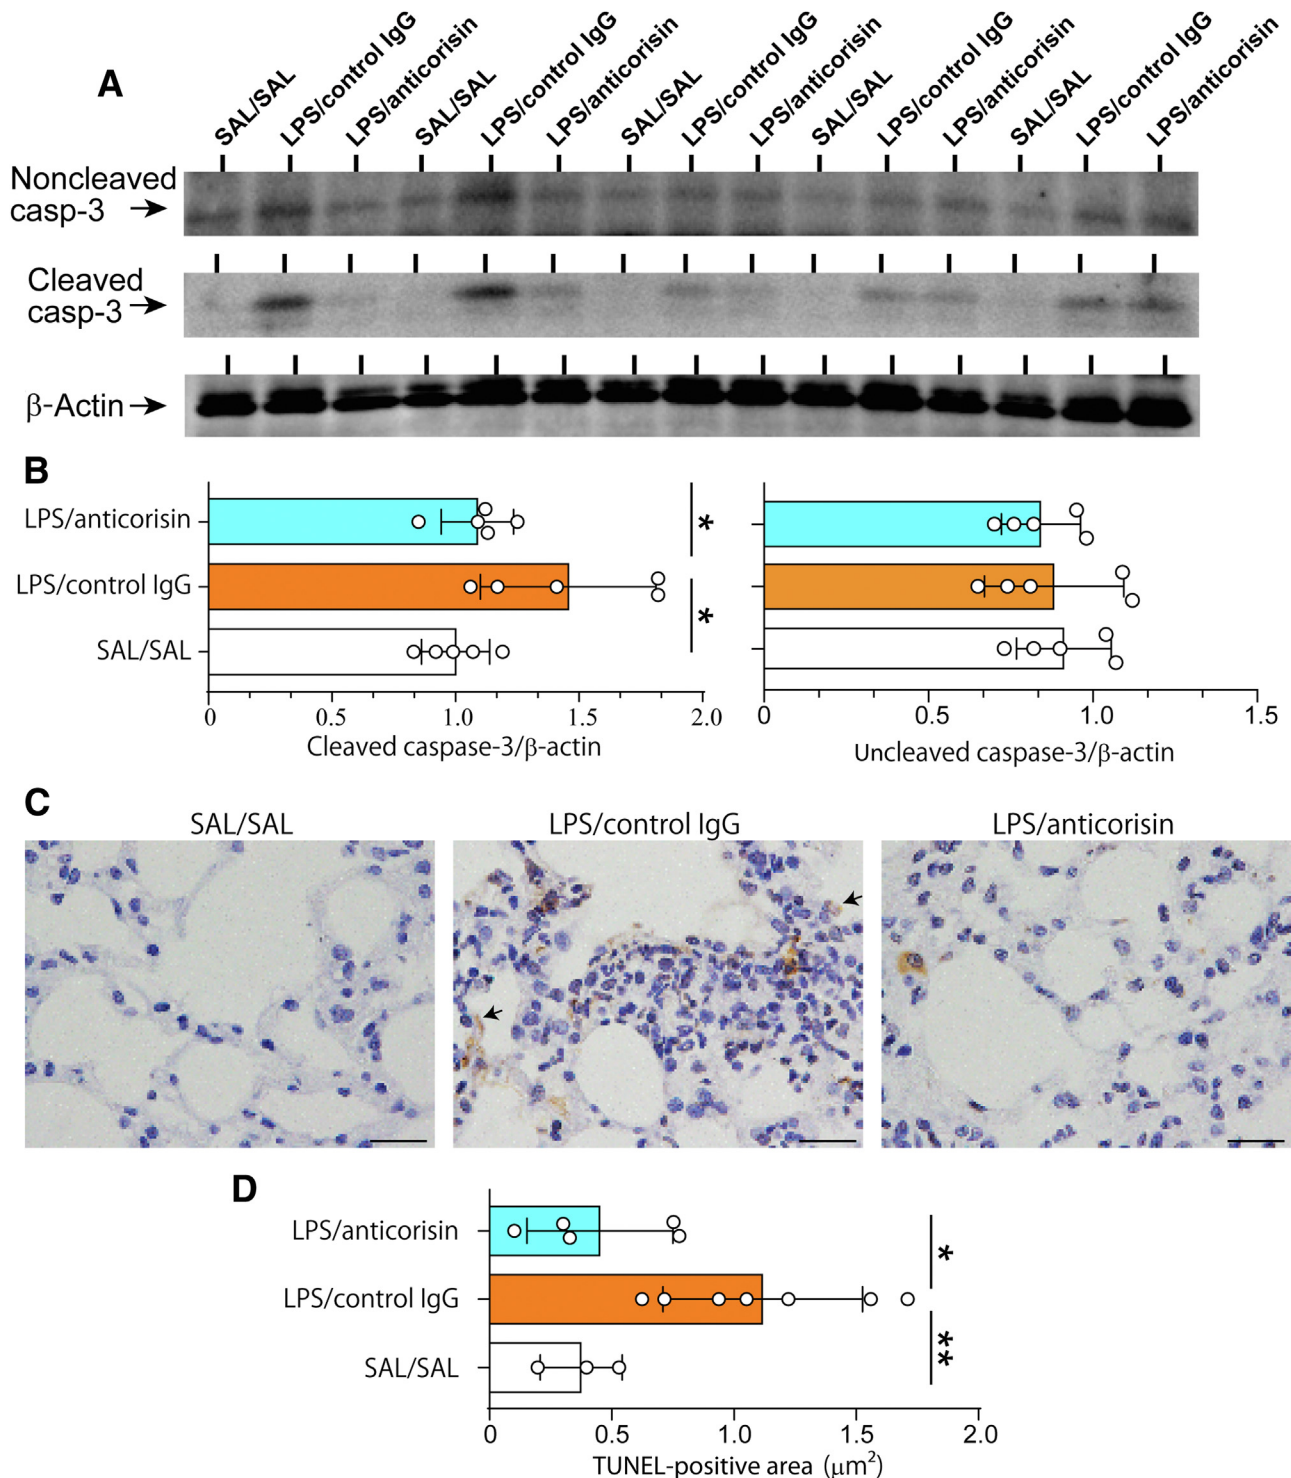 A
SAL/SAL
LPS/control IgG
LPS/anticorisin
SAL/SAL
LPS/control IgG
LPS/anticorisin
SAL/SAL
LPS/control IgG
LPS/anticorisin
SAL/SAL
LPS/control IgG
LPS/anticorisin
SAL/SAL
LPS/control IgG
LPS/anticorisin
Noncleaved
casp-3
Cleaved
casp-3
β-Actin
B
LPS/anticorisin
LPS/control IgG
SAL/SAL
*
*
0 0.5 1.0 1.5 2.0
Cleaved caspase-3/β-actin
0 0.5 1.0 1.5
Uncleaved caspase-3/β-actin
C
SAL/SAL LPS/control IgG LPS/anticorisin
D
LPS/anticorisin
LPS/control IgG
SAL/SAL
*
**
0 0.5 1.0 1.5 2.0
TUNEL-positive area (μm²)